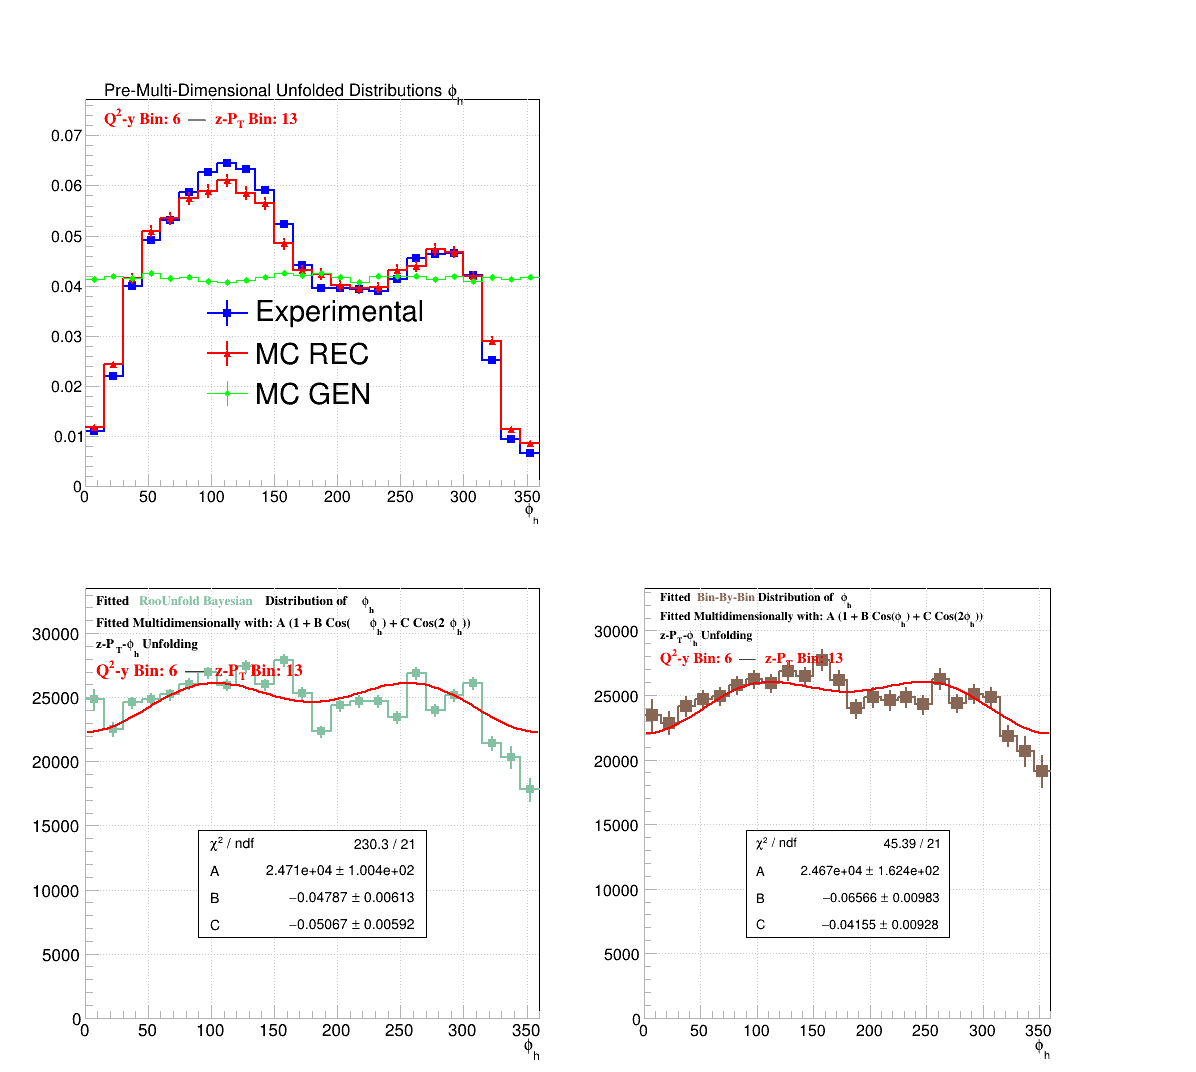 Pre-Multi-Dimensional Unfolded Distributions ϕh
Q²-y Bin: 6 — z-PT Bin: 13
0.07
0.06
0.05
0.04
0.03
0.02
0.01
0
Experimental
MC REC
MC GEN
0 50 100 150 200 250 300 350
ϕh
Fitted RooUnfold Bayesian Distribution of ϕh
Fitted Multidimensionally with: A (1 + B Cos( ϕh) + C Cos(2 ϕh))
z-PT-ϕh Unfolding
Q²-y Bin: 6 — z-PT Bin: 13
30000
25000
20000
15000
10000
5000
0
χ² / ndf 230.3 / 21
A 2.471e+04 ± 1.004e+02
B −0.04787 ± 0.00613
C −0.05067 ± 0.00592
0 50 100 150 200 250 300 350
ϕh
Fitted Bin-By-Bin Distribution of ϕh
Fitted Multidimensionally with: A (1 + B Cos(ϕh) + C Cos(2ϕh))
z-PT-ϕh Unfolding
Q²-y Bin: 6 — z-PT Bin: 13
30000
25000
20000
15000
10000
5000
0
χ² / ndf 45.39 / 21
A 2.467e+04 ± 1.624e+02
B −0.06566 ± 0.00983
C −0.04155 ± 0.00928
0 50 100 150 200 250 300 350
ϕh